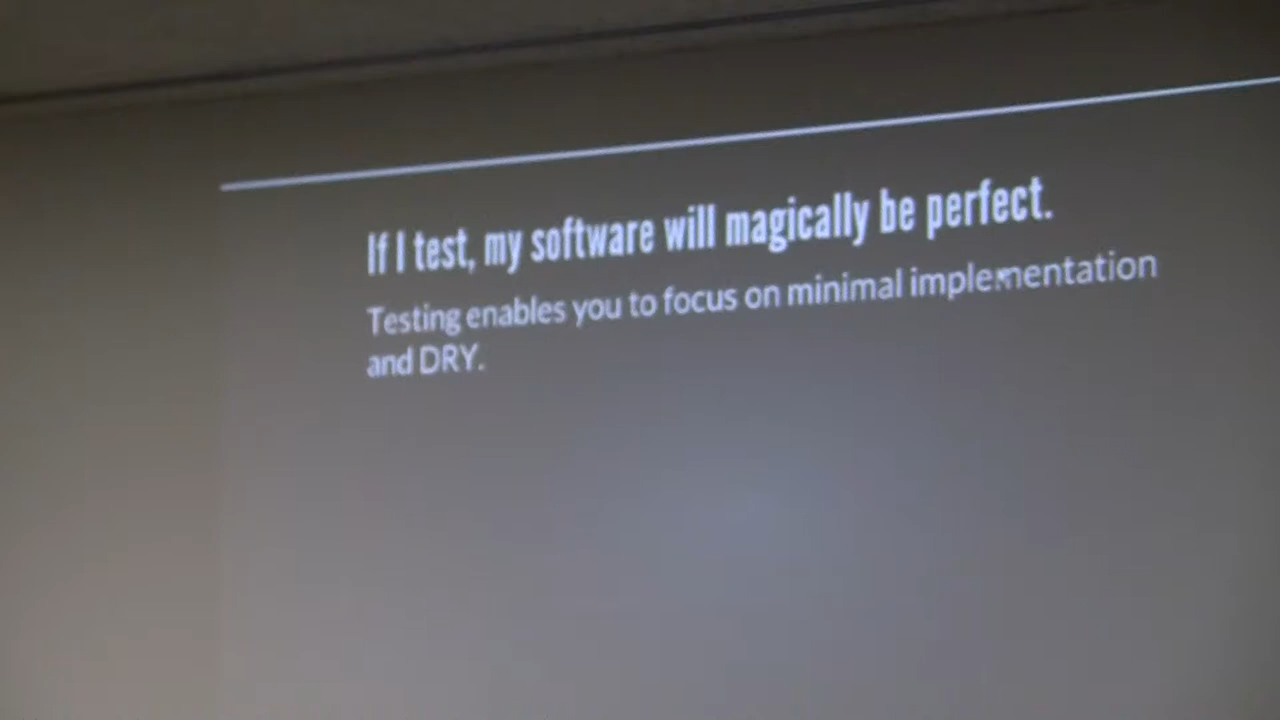 If I test, my software will magically be perfect.
Testing enables you to focus on minimal implementation
and DRY.